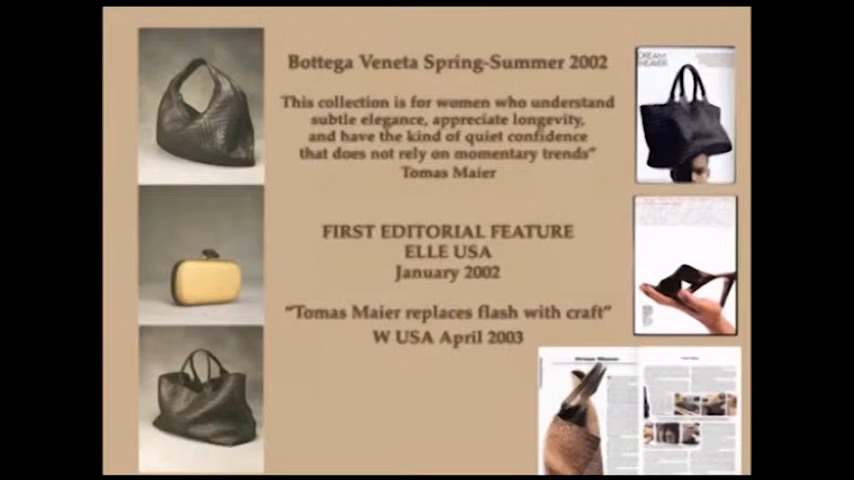 Bottega Veneta Spring-Summer 2002
This collection is for women who understand
subtle elegance, appreciate longevity,
and have the kind of quiet confidence
that does not rely on momentary trends"
Tomas Maier
FIRST EDITORIAL FEATURE
ELLE USA
January 2002
"Tomas Maier replaces flash with craft"
W USA April 2003
DREAM
WEAVER